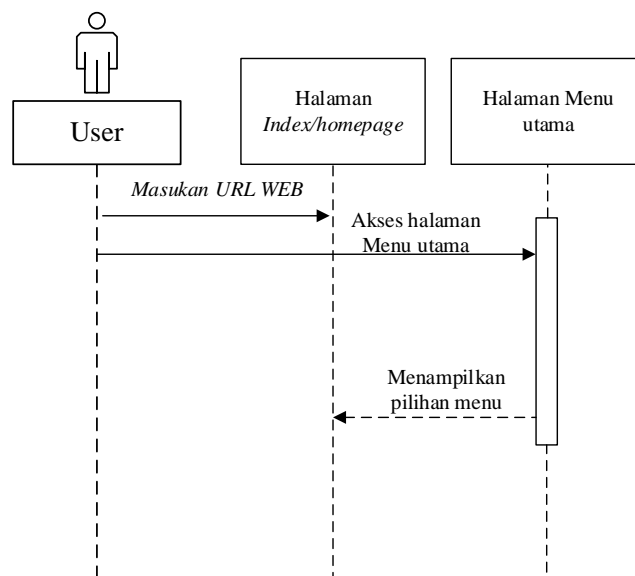 User
Halaman
Index/homepage
Halaman Menu
utama
Masukan URL WEB
Akses halaman
Menu utama
Menampilkan
pilihan menu